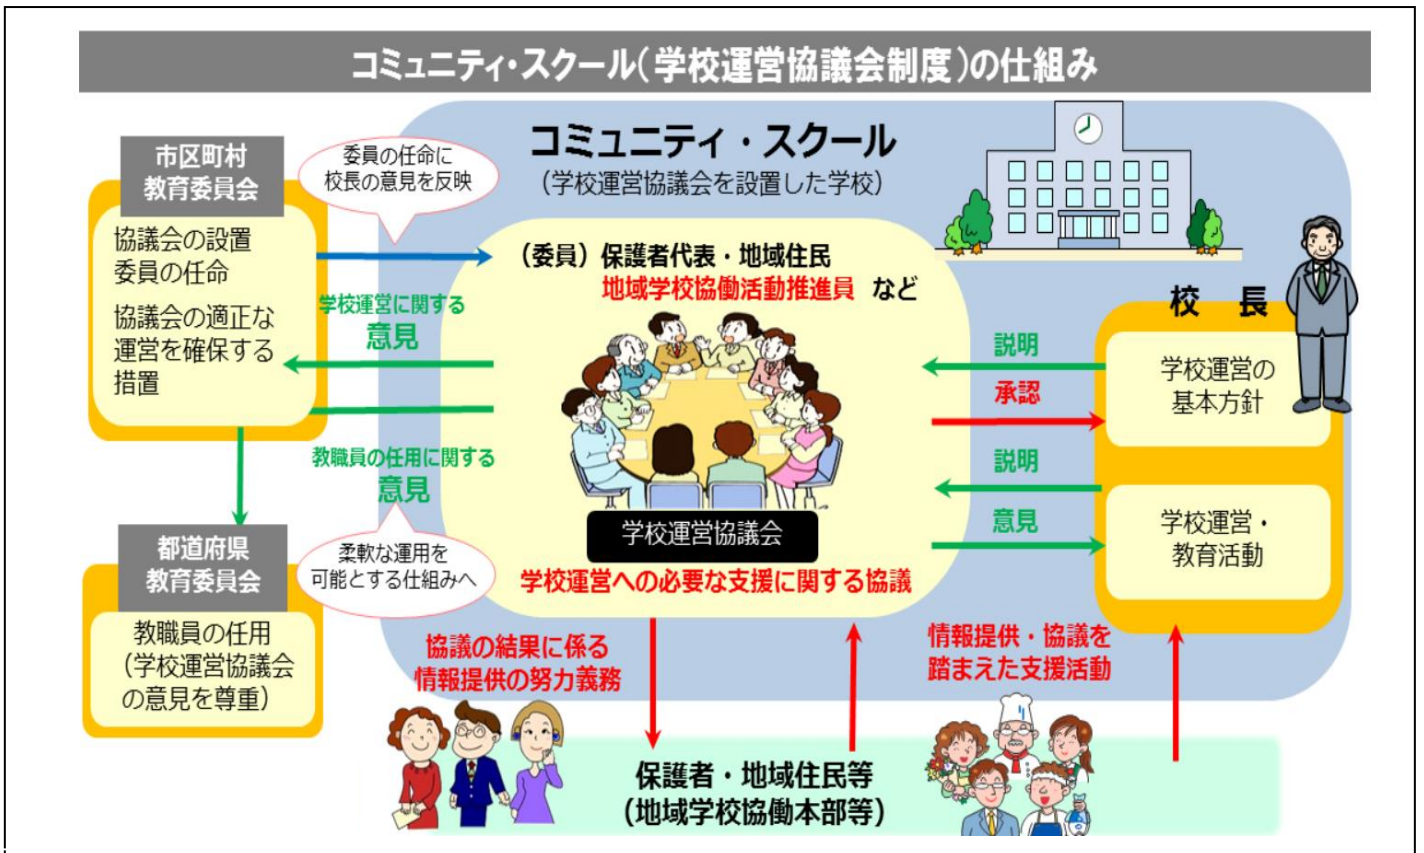 コミュニティ・スクール(学校運営協議会制度)の仕組み
コミュニティ・スクール
(学校運営協議会を設置した学校)
市区町村
教育委員会
協議会の設置
委員の任命
協議会の適正な
運営を確保する
措置
委員の任命に
校長の意見を反映
学校運営に関する
意見
教職員の任用に関する
意見
柔軟な運用を
可能とする仕組みへ
都道府県
教育委員会
教職員の任用
(学校運営協議会
の意見を尊重)
(委員)保護者代表・地域住民
地域学校協働活動推進員 など
学校運営協議会
学校運営への必要な支援に関する協議
説明
承認
説明
意見
校 長
学校運営の
基本方針
学校運営・
教育活動
協議の結果に係る
情報提供の努力義務
情報提供・協議を
踏まえた支援活動
保護者・地域住民等
(地域学校協働本部等)